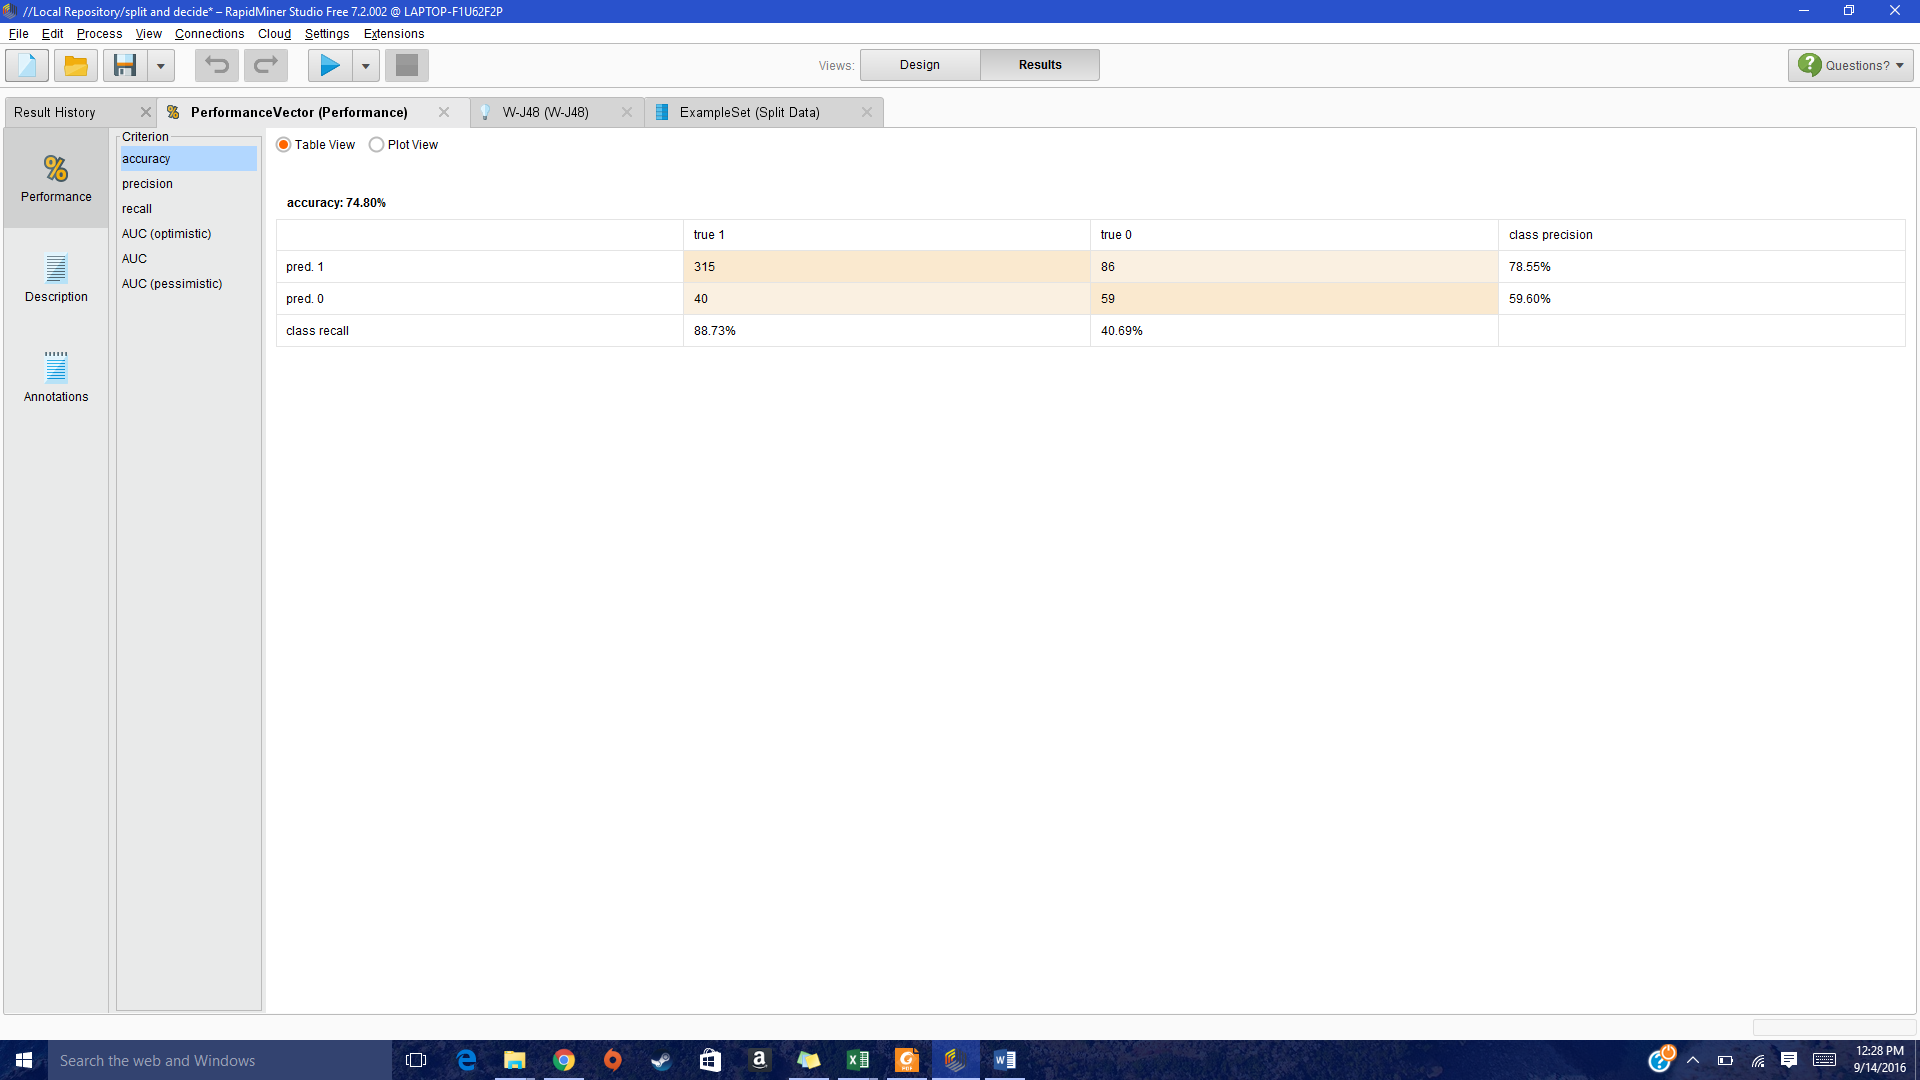 //Local Repository/split and decide* – RapidMiner Studio Free 7.2.002 @ LAPTOP-F1U62F2P
File Edit Process View Connections Cloud Settings Extensions
Views: Design Results
? Questions?
Result History
% PerformanceVector (Performance)
W-J48 (W-J48)
ExampleSet (Split Data)
%
Performance
Description
Annotations
Criterion
accuracy
precision
recall
AUC (optimistic)
AUC
AUC (pessimistic)
Table View Plot View
accuracy: 74.80%
true 1 true 0 class precision
pred. 1 315 86 78.55%
pred. 0 40 59 59.60%
class recall 88.73% 40.69%
Search the web and Windows
12:28 PM
9/14/2016